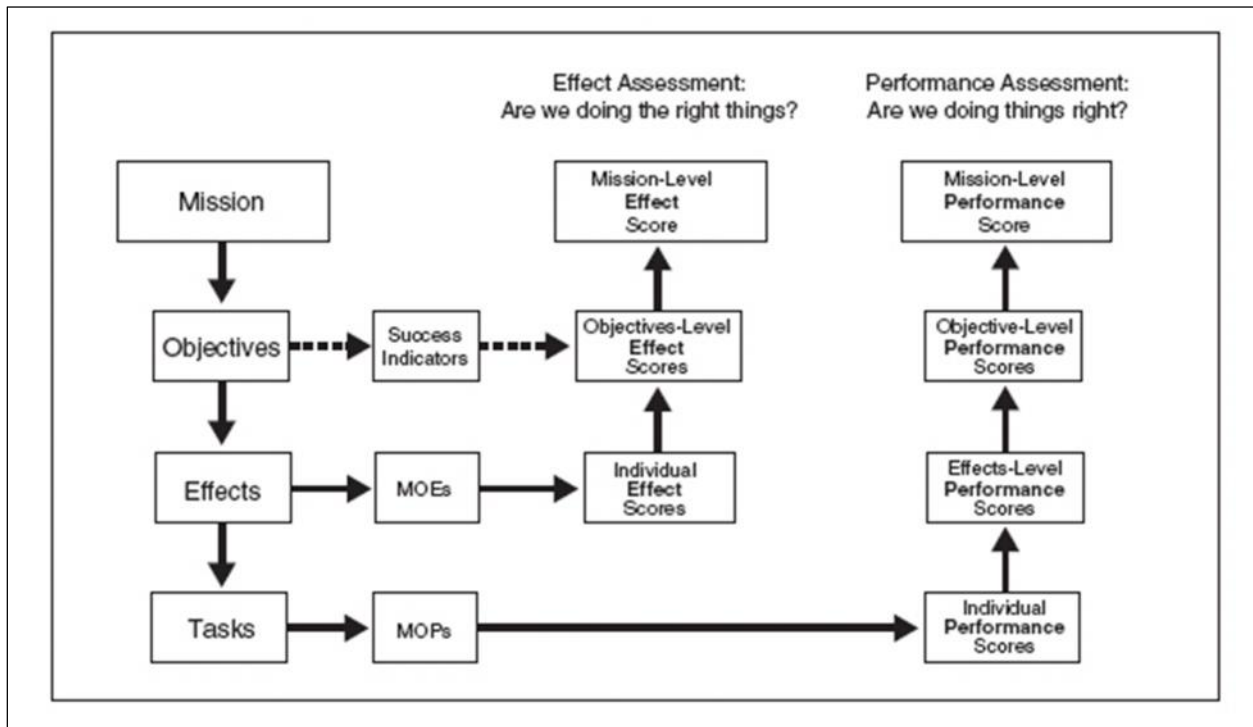 Effect Assessment:
Are we doing the right things?
Performance Assessment:
Are we doing things right?
Mission
Mission-Level
Effect
Score
Mission-Level
Performance
Score
Objectives
Success
Indicators
Objectives-Level
Effect
Scores
Objective-Level
Performance
Scores
Effects
MOEs
Individual
Effect
Scores
Effects-Level
Performance
Scores
Tasks
MOPs
Individual
Performance
Scores